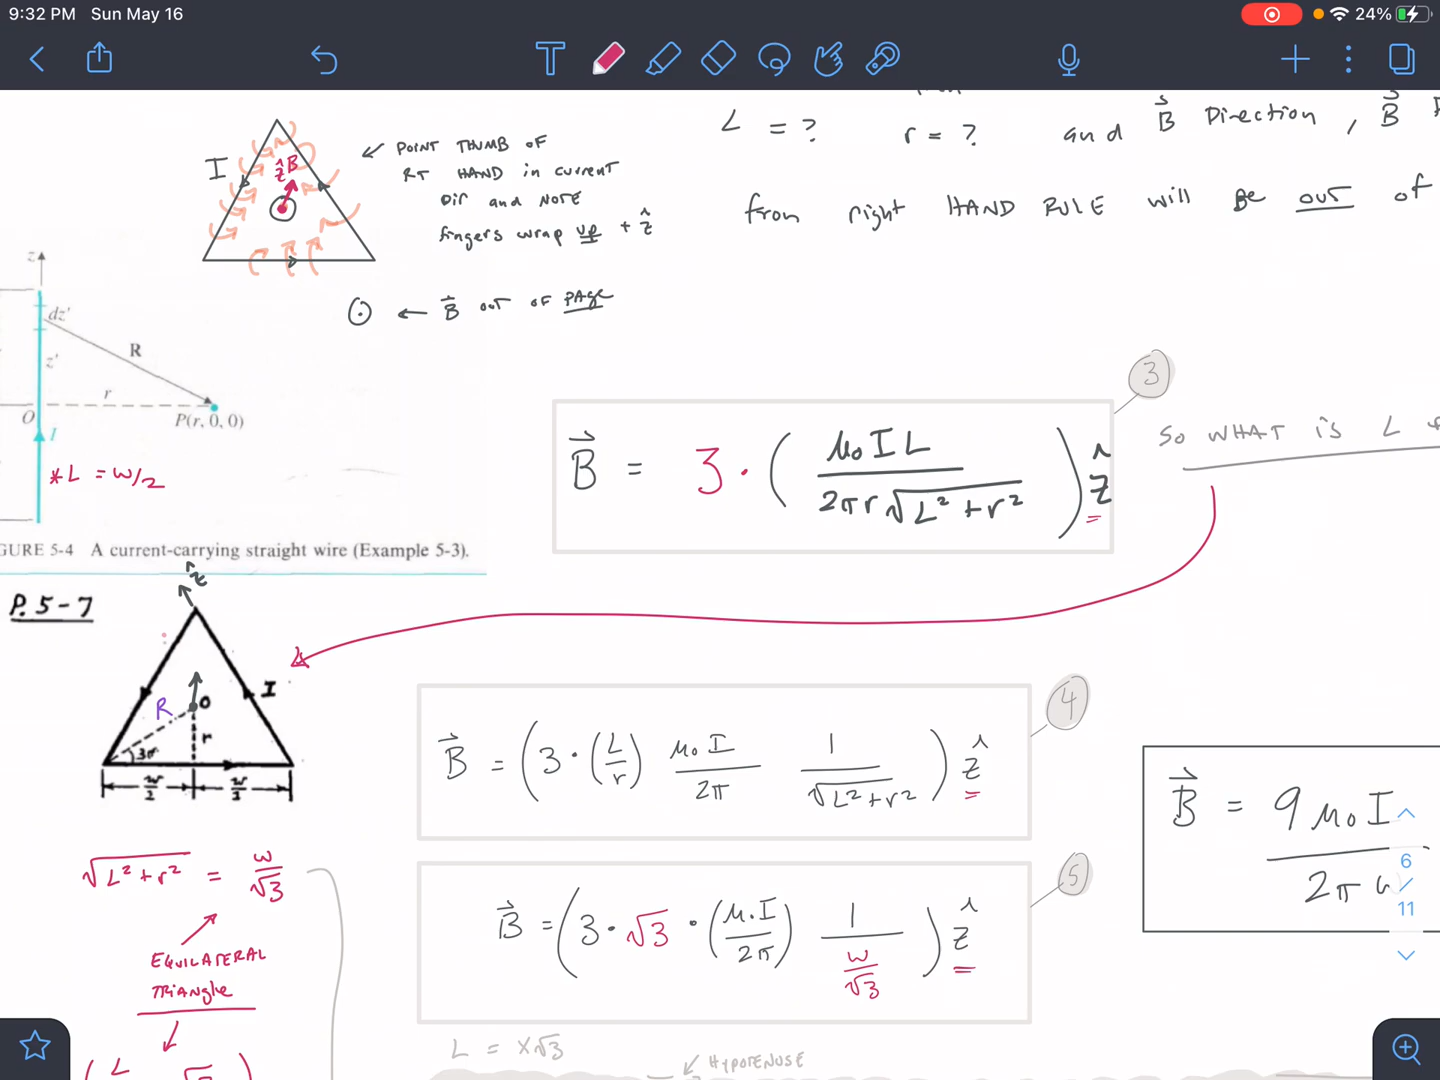 9:32 PM Sun May 16
24%
L = ?
r = ?
and B⃗ Direction, B⃗
from right HAND RULE will Be out of
I
ẑ B
POINT THUMB OF
RT HAND in current
Dir and NOTE
fingers wrap up + ẑ
⊙ ← B⃗ out of PAGE
z
dz'
R
z'
r
O
P(r, 0, 0)
I
*L = w/2
GURE 5-4 A current-carrying straight wire (Example 5-3).
3
B⃗ = 3 · ( μ₀ I L / 2πr√(L² + r²) ) ẑ
So WHAT is L
P. 5-7
ẑ
I
R
O
r
30°
w/2 w/2
4
B⃗ = ( 3 · (L/r) μ₀ I / 2π 1 / √(L² + r²) ) ẑ
√(L² + r²) = w/√3
EQUILATERAL
TRIANGLE
5
B⃗ = ( 3 · √3 · (μ₀ I / 2π) 1 / (w/√3) ) ẑ
B⃗ = 9 μ₀ I / 2π w
6
/
11
L = x√3
← HYPOTENUSE
L